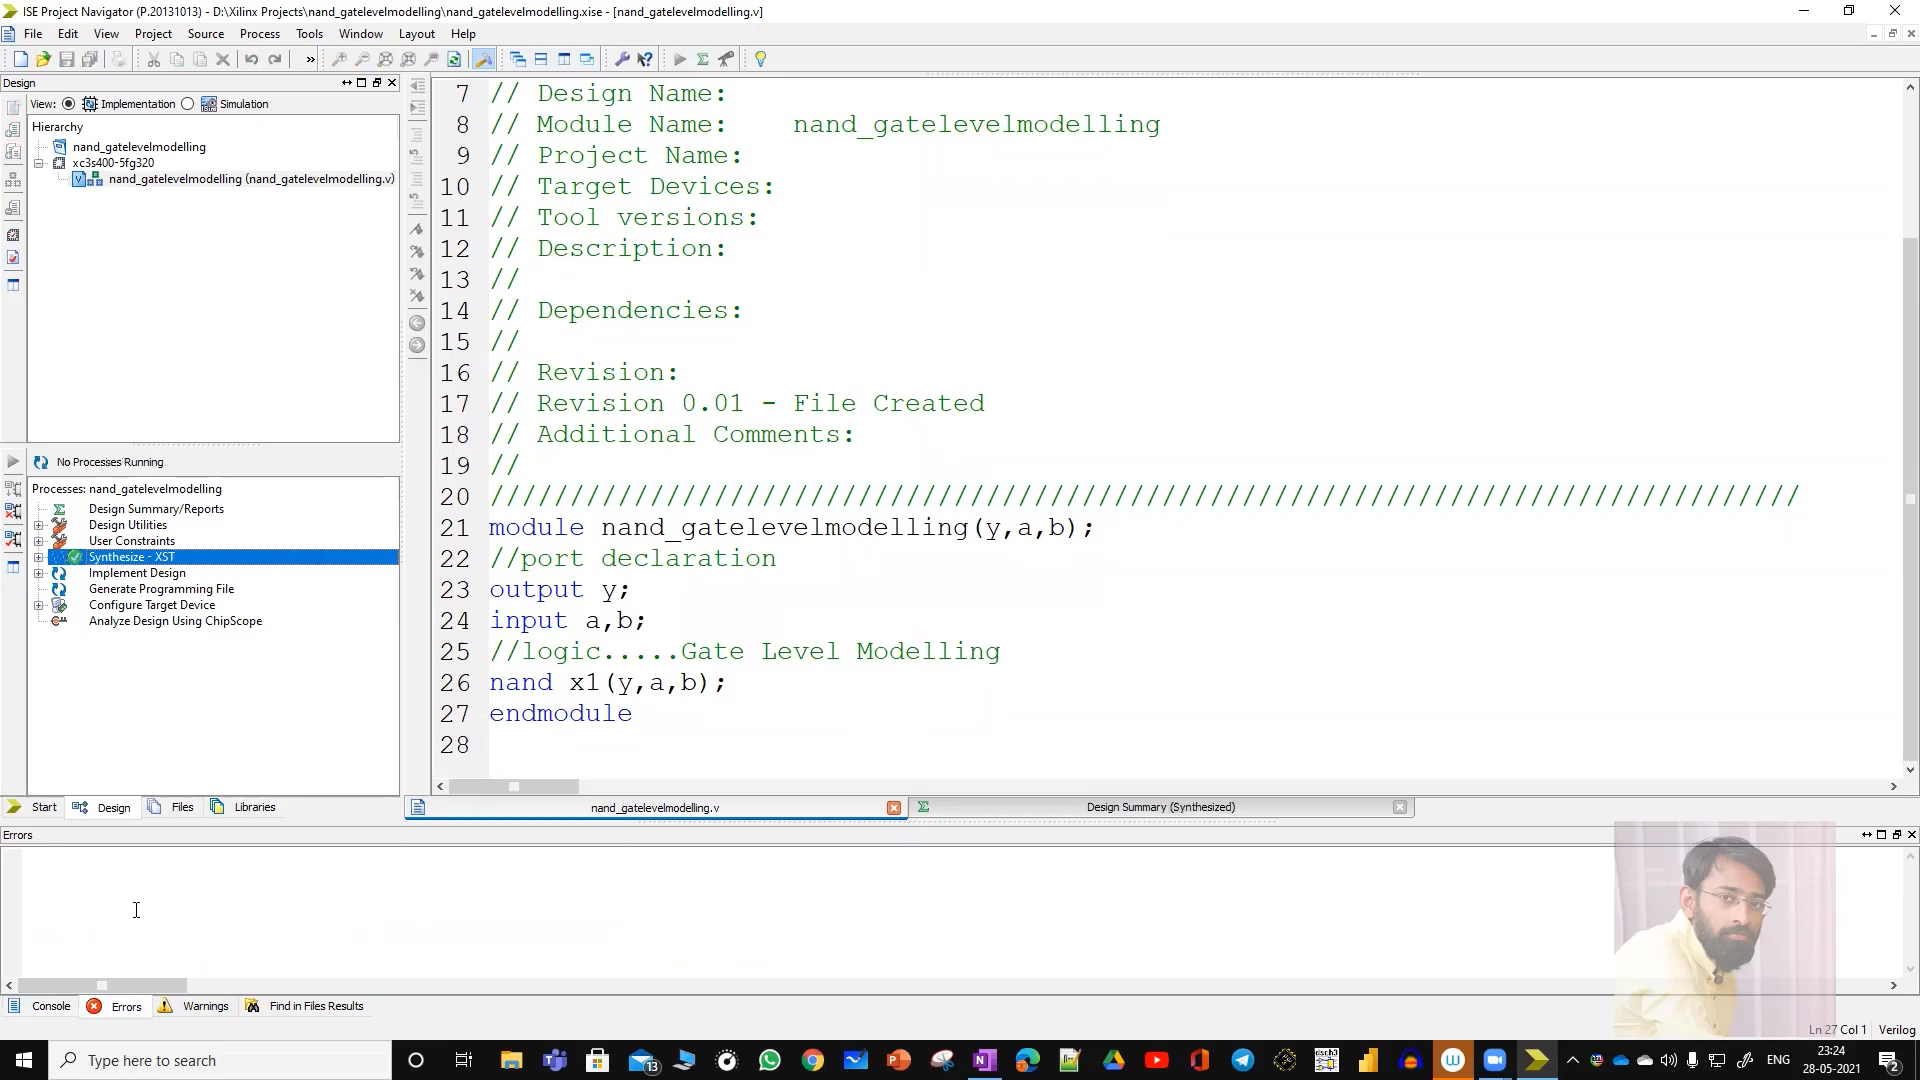 ISE Project Navigator (P.20131013) - D:\Xilinx Projects\nand_gatelevelmodelling\nand_gatelevelmodelling.xise - [nand_gatelevelmodelling.v]
File Edit View Project Source Process Tools Window Layout Help
Design
View: Implementation Simulation
Hierarchy
nand_gatelevelmodelling
xc3s400-5fg320
nand_gatelevelmodelling (nand_gatelevelmodelling.v)
No Processes Running
Processes: nand_gatelevelmodelling
Design Summary/Reports
Design Utilities
User Constraints
Synthesize - XST
Implement Design
Generate Programming File
Configure Target Device
Analyze Design Using ChipScope
Start Design Files Libraries
7 // Design Name:
8 // Module Name: nand_gatelevelmodelling
9 // Project Name:
10 // Target Devices:
11 // Tool versions:
12 // Description:
13 //
14 // Dependencies:
15 //
16 // Revision:
17 // Revision 0.01 - File Created
18 // Additional Comments:
19 //
20 //////////////////////////////////////////////////////////////////////////////////
21 module nand_gatelevelmodelling(y,a,b);
22 //port declaration
23 output y;
24 input a,b;
25 //logic.....Gate Level Modelling
26 nand x1(y,a,b);
27 endmodule
28
nand_gatelevelmodelling.v Design Summary (Synthesized)
Errors
Console Errors Warnings Find in Files Results
Ln 27 Col 1 Verilog
Type here to search
13
ENG
23:24
28-05-2021
2